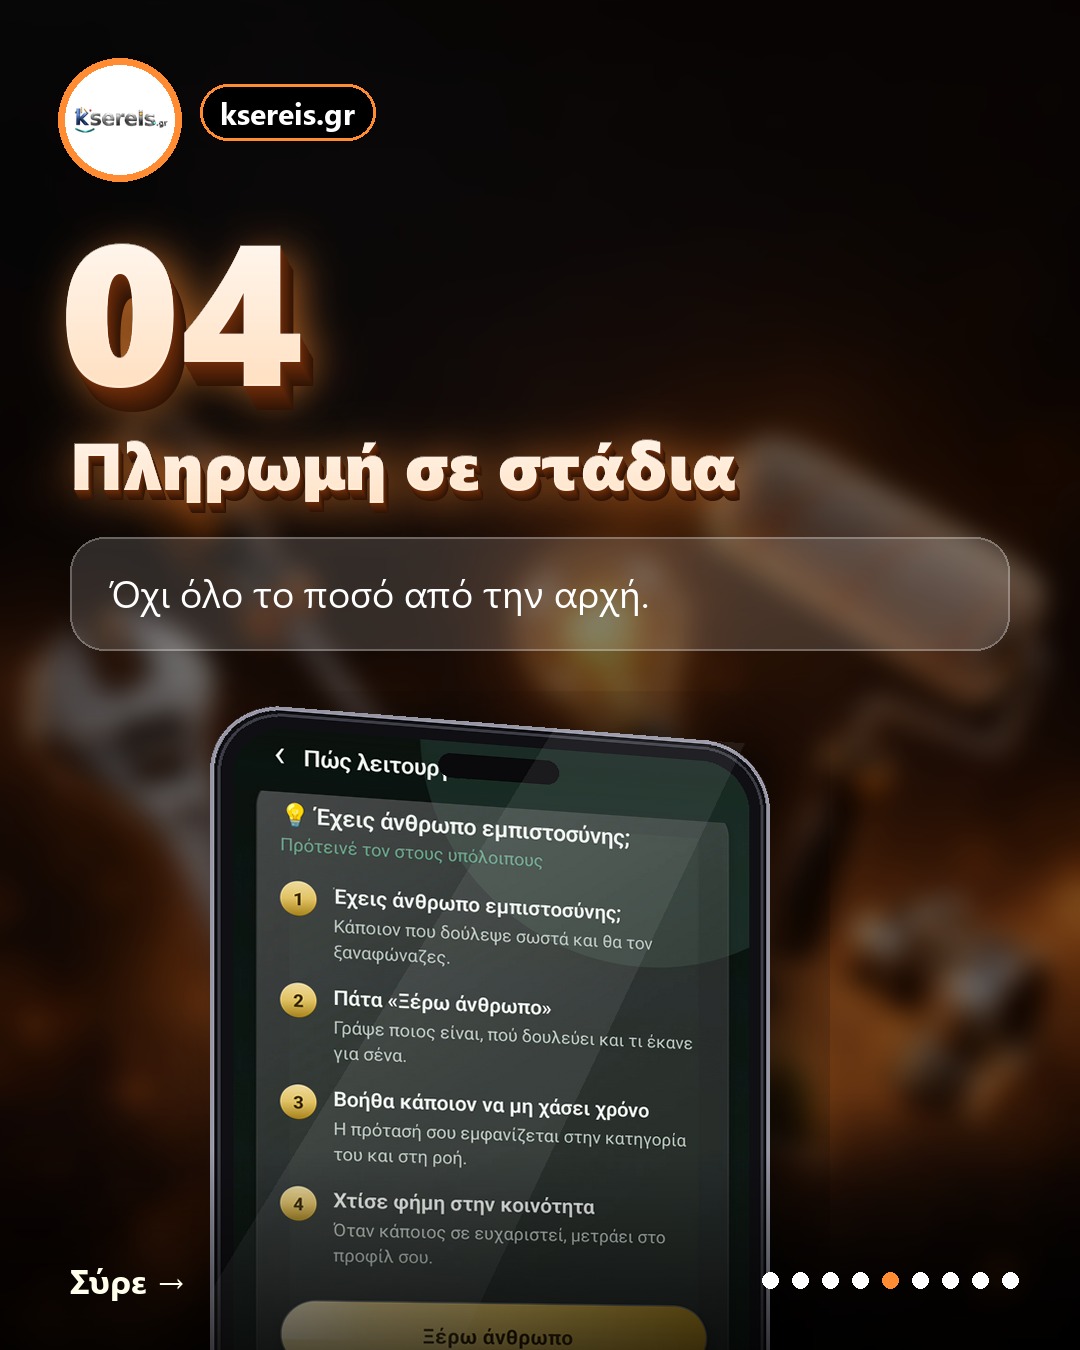 ksereis.gr
ksereis.gr
04
Πληρωμή σε στάδια
Όχι όλο το ποσό από την αρχή.
Πώς λειτουργ
💡 Έχεις άνθρωπο εμπιστοσύνης;
Πρότεινέ τον στους υπόλοιπους
1 Έχεις άνθρωπο εμπιστοσύνης;
Κάποιον που δούλεψε σωστά και θα τον
ξαναφώναζες.
2 Πάτα «Ξέρω άνθρωπο»
Γράψε ποιος είναι, πού δουλεύει και τι έκανε
για σένα.
3 Βοήθα κάποιον να μη χάσει χρόνο
Η πρότασή σου εμφανίζεται στην κατηγορία
του και στη ροή.
4 Χτίσε φήμη στην κοινότητα
Όταν κάποιος σε ευχαριστεί, μετράει στο
προφίλ σου.
Ξέρω άνθρωπο
Σύρε →